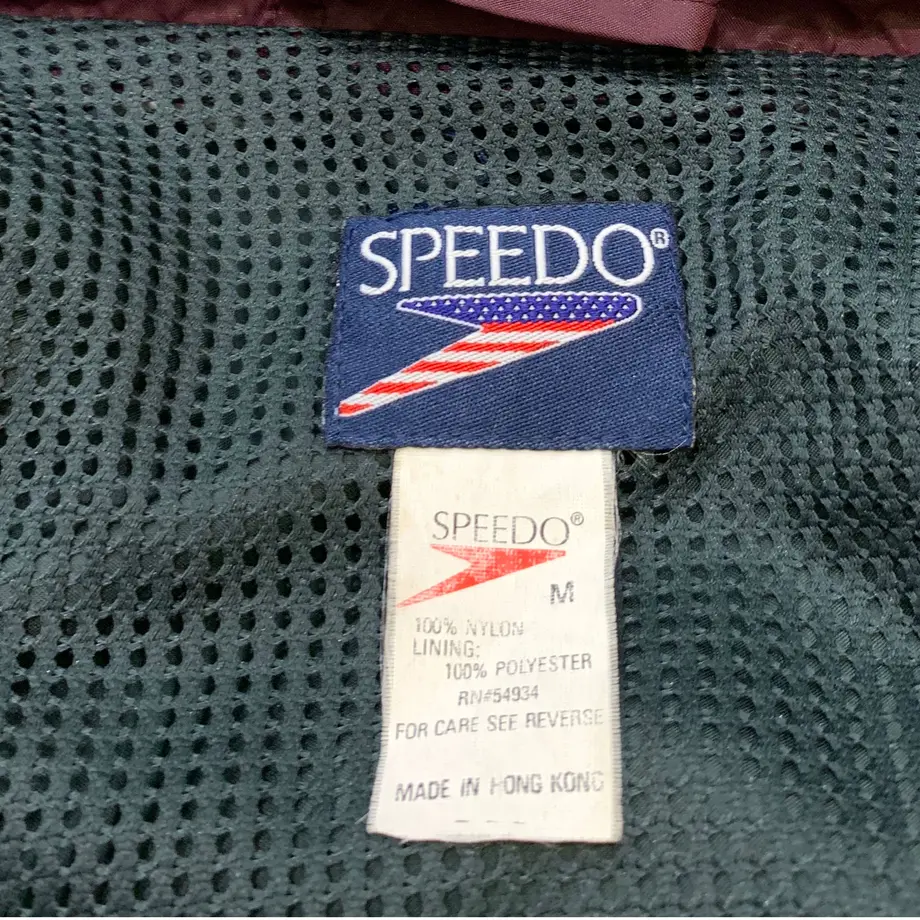 SPEEDO®
SPEEDO®
M
100% NYLON
LINING:
100% POLYESTER
RN#54934
FOR CARE SEE REVERSE
MADE IN HONG KONG